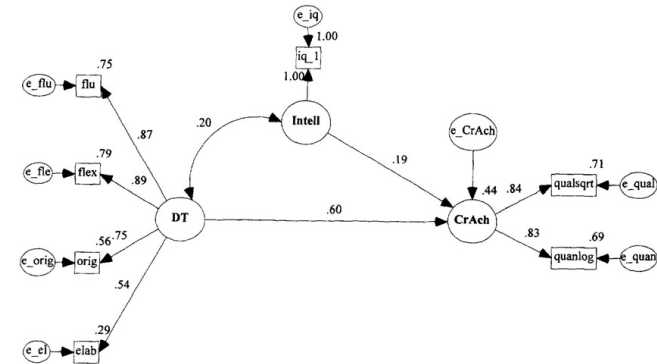 e_iq
1.00
iq_1
1.00
.75
e_flu
flu
Intell
e_CrAch
.20
.87
.79
.19
.71
e_fle
flex
.89
.44
.84
qualsqrt
e_qual
DT
.60
CrAch
.56
.75
.83
.69
e_orig
orig
quanlog
e_quan
.54
.29
e_el
elab